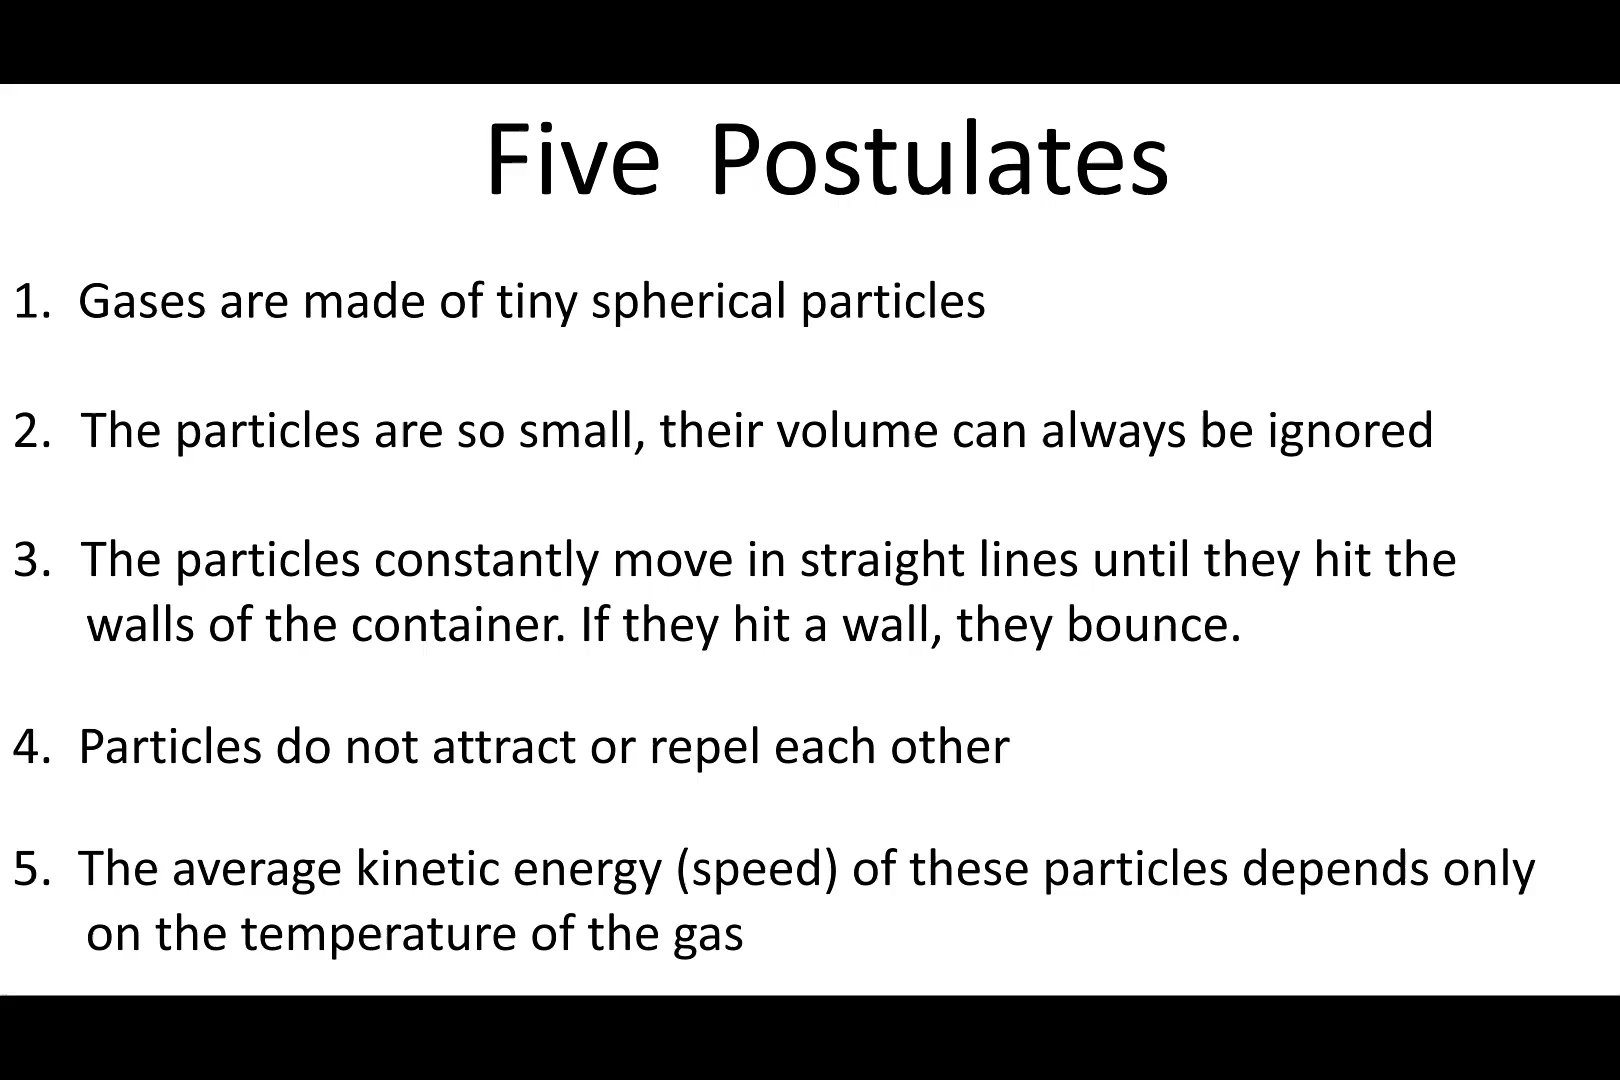 Five Postulates
1. Gases are made of tiny spherical particles
2. The particles are so small, their volume can always be ignored
3. The particles constantly move in straight lines until they hit the
walls of the container. If they hit a wall, they bounce.
4. Particles do not attract or repel each other
5. The average kinetic energy (speed) of these particles depends only
on the temperature of the gas